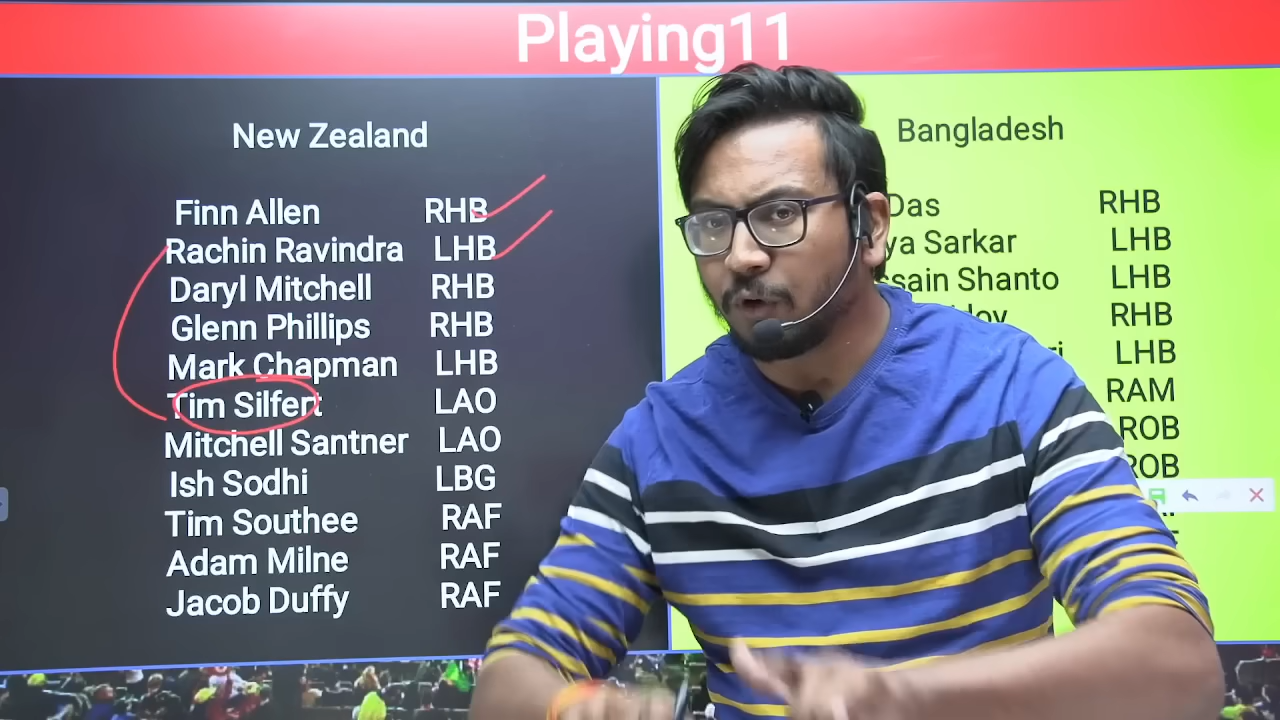 Playing11
New Zealand
Finn Allen RHB
Rachin Ravindra LHB
Daryl Mitchell RHB
Glenn Phillips RHB
Mark Chapman LHB
Tim Silfert LAO
Mitchell Santner LAO
Ish Sodhi LBG
Tim Southee RAF
Adam Milne RAF
Jacob Duffy RAF
Bangladesh
Das RHB
Sarkar LHB
Shanto LHB
RHB
LHB
RAM
ROB
ROB